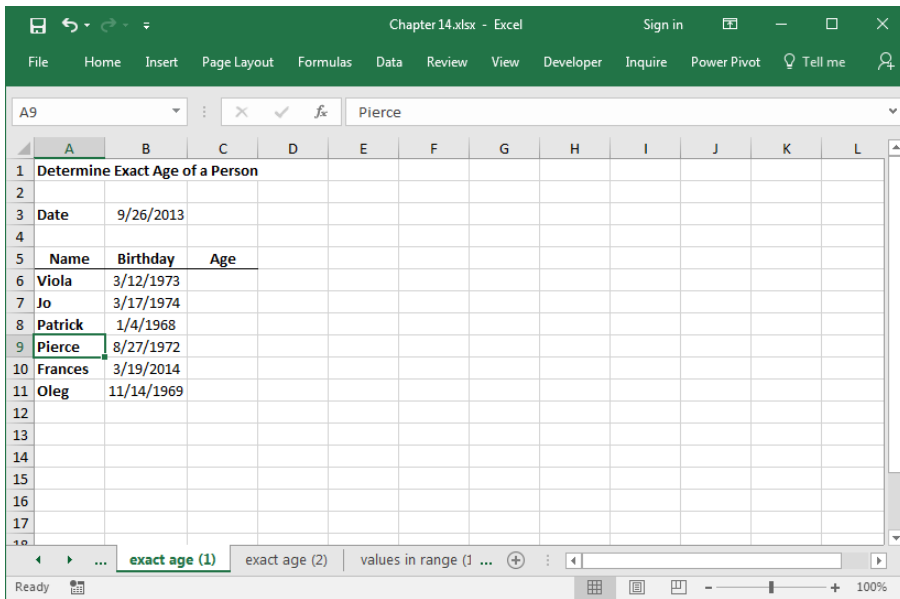 Chapter 14.xlsx - Excel Sign in
File Home Insert Page Layout Formulas Data Review View Developer Inquire Power Pivot Tell me
A9 fx Pierce
A B C D E F G H I J K L
1 Determine Exact Age of a Person
2
3 Date 9/26/2013
4
5 Name Birthday Age
6 Viola 3/12/1973
7 Jo 3/17/1974
8 Patrick 1/4/1968
9 Pierce 8/27/1972
10 Frances 3/19/2014
11 Oleg 11/14/1969
12
13
14
15
16
17
18
... exact age (1) exact age (2) values in range (1 ...
Ready 100%